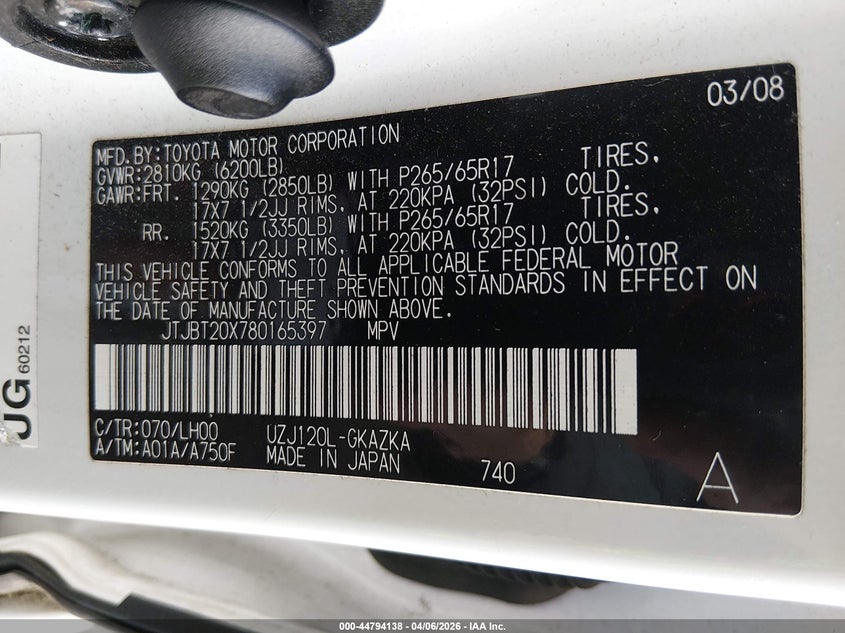 03/08
MFD. BY: TOYOTA MOTOR CORPORATION
GVWR: 2810KG (6200LB)
GAWR: FRT. 1290KG (2850LB) WITH P265/65R17 TIRES,
17X7 1/2JJ RIMS, AT 220KPA (32PSI) COLD.
RR. 1520KG (3350LB) WITH P265/65R17 TIRES,
17X7 1/2JJ RIMS, AT 220KPA (32PSI) COLD.
THIS VEHICLE CONFORMS TO ALL APPLICABLE FEDERAL MOTOR
VEHICLE SAFETY AND THEFT PREVENTION STANDARDS IN EFFECT ON
THE DATE OF MANUFACTURE SHOWN ABOVE.
JTJBT20X780165397 MPV
C/TR: 070/LH00 UZJ120L-GKAZKA
A/TM: A01A/A750F MADE IN JAPAN 740
A
JG 60212
000-44794138 - 04/06/2026 - IAA Inc.